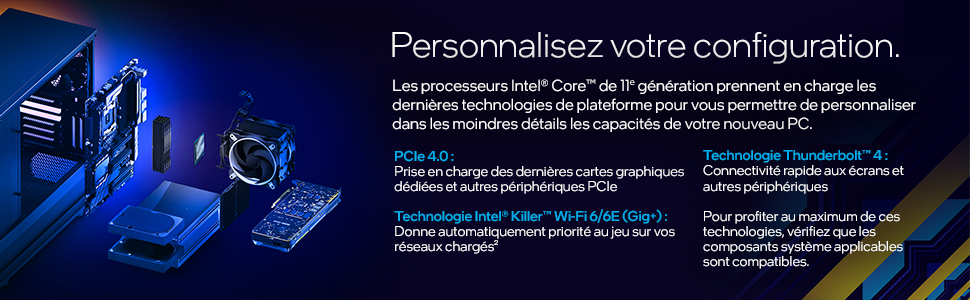 Personnalisez votre configuration.
Les processeurs Intel® Core™ de 11ᵉ génération prennent en charge les
dernières technologies de plateforme pour vous permettre de personnaliser
dans les moindres détails les capacités de votre nouveau PC.
PCIe 4.0 :
Prise en charge des dernières cartes graphiques
dédiées et autres périphériques PCIe
Technologie Intel® Killer™ Wi-Fi 6/6E (Gig+) :
Donne automatiquement priorité au jeu sur vos
réseaux chargés²
Technologie Thunderbolt™ 4 :
Connectivité rapide aux écrans et
autres périphériques
Pour profiter au maximum de ces
technologies, vérifiez que les
composants système applicables
sont compatibles.